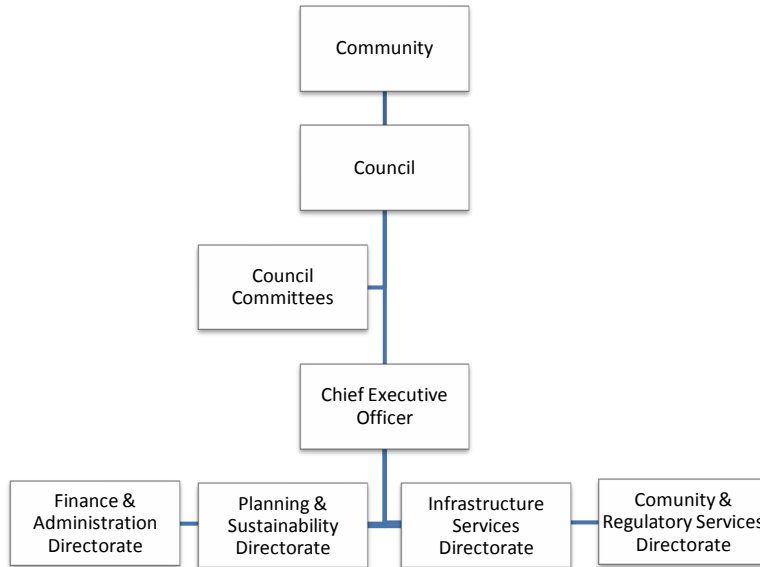 Community
Council
Council
Committees
Chief Executive
Officer
Finance &
Administration
Directorate
Planning &
Sustainability
Directorate
Infrastructure
Services
Directorate
Comunity &
Regulatory Services
Directorate